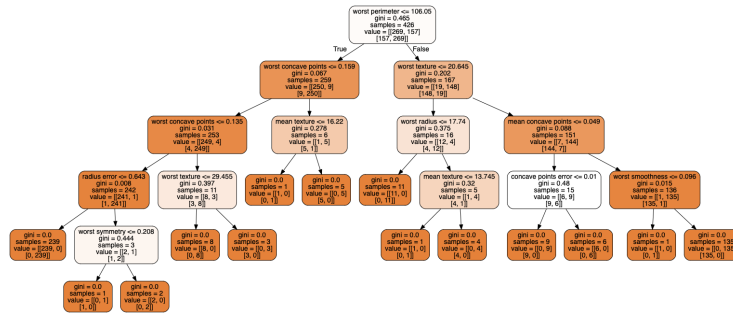 worst perimeter <= 106.05
gini = 0.465
samples = 426
value = [[269, 157]
[157, 269]]
True
False
worst concave points <= 0.159
gini = 0.067
samples = 259
value = [[250, 9]
[9, 250]]
worst texture <= 20.645
gini = 0.202
samples = 167
value = [[19, 148]
[148, 19]]
worst concave points <= 0.135
gini = 0.031
samples = 253
value = [[249, 4]
[4, 249]]
mean texture <= 16.22
gini = 0.278
samples = 6
value = [[1, 5]
[5, 1]]
worst radius <= 17.74
gini = 0.375
samples = 16
value = [[12, 4]
[4, 12]]
mean concave points <= 0.049
gini = 0.088
samples = 151
value = [[7, 144]
[144, 7]]
radius error <= 0.643
gini = 0.008
samples = 242
value = [[241, 1]
[1, 241]]
worst texture <= 29.455
gini = 0.397
samples = 11
value = [[8, 3]
[3, 8]]
gini = 0.0
samples = 1
value = [[1, 0]
[0, 1]]
gini = 0.0
samples = 5
value = [[0, 5]
[5, 0]]
gini = 0.0
samples = 11
value = [[11, 0]
[0, 11]]
mean texture <= 13.745
gini = 0.32
samples = 5
value = [[1, 4]
[4, 1]]
concave points error <= 0.01
gini = 0.48
samples = 15
value = [[6, 9]
[9, 6]]
worst smoothness <= 0.096
gini = 0.015
samples = 136
value = [[1, 135]
[135, 1]]
gini = 0.0
samples = 239
value = [[239, 0]
[0, 239]]
worst symmetry <= 0.208
gini = 0.444
samples = 3
value = [[2, 1]
[1, 2]]
gini = 0.0
samples = 8
value = [[8, 0]
[0, 8]]
gini = 0.0
samples = 3
value = [[0, 3]
[3, 0]]
gini = 0.0
samples = 1
value = [[1, 0]
[0, 1]]
gini = 0.0
samples = 4
value = [[0, 4]
[4, 0]]
gini = 0.0
samples = 9
value = [[0, 9]
[9, 0]]
gini = 0.0
samples = 6
value = [[6, 0]
[0, 6]]
gini = 0.0
samples = 1
value = [[1, 0]
[0, 1]]
gini = 0.0
samples = 135
value = [[0, 135
[135, 0]]
gini = 0.0
samples = 1
value = [[0, 1]
[1, 0]]
gini = 0.0
samples = 2
value = [[2, 0]
[0, 2]]